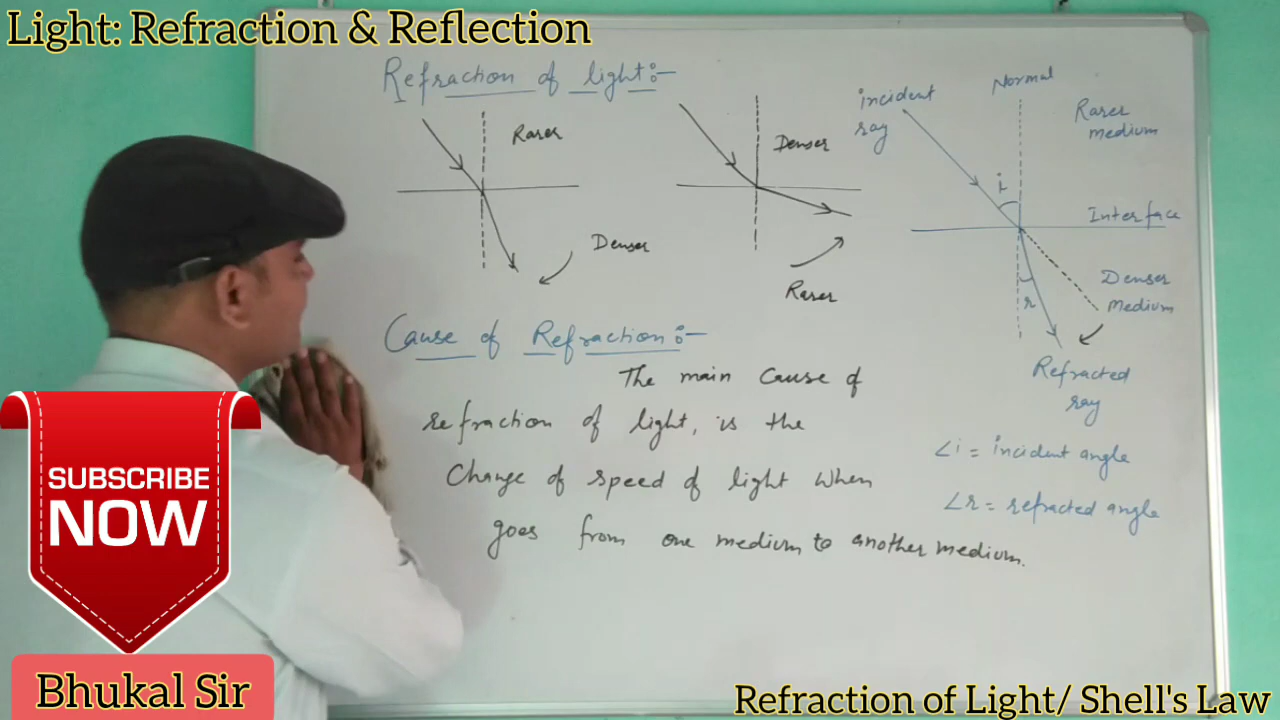 Light: Refraction & Reflection
Refraction of light:-
Rarer
Denser
Denser
Rarer
incident
ray
Normal
Rarer
medium
i
Interface
Denser
Medium
r
Refracted
ray
∠i = incident angle
∠r = refracted angle
Cause of Refraction:-
The main Cause of
refraction of light, is the
Change of speed of light when
goes from one medium to another medium.
SUBSCRIBE
NOW
Bhukal Sir
Refraction of Light/ Shell's Law